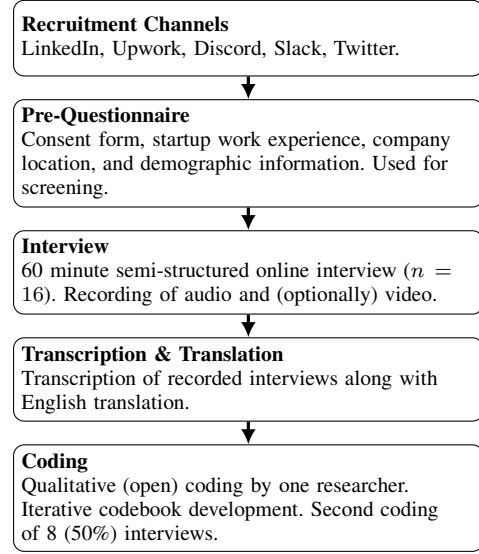 Recruitment Channels
LinkedIn, Upwork, Discord, Slack, Twitter.
Pre-Questionnaire
Consent form, startup work experience, company
location, and demographic information. Used for
screening.
Interview
60 minute semi-structured online interview (n =
16). Recording of audio and (optionally) video.
Transcription & Translation
Transcription of recorded interviews along with
English translation.
Coding
Qualitative (open) coding by one researcher.
Iterative codebook development. Second coding
of 8 (50%) interviews.